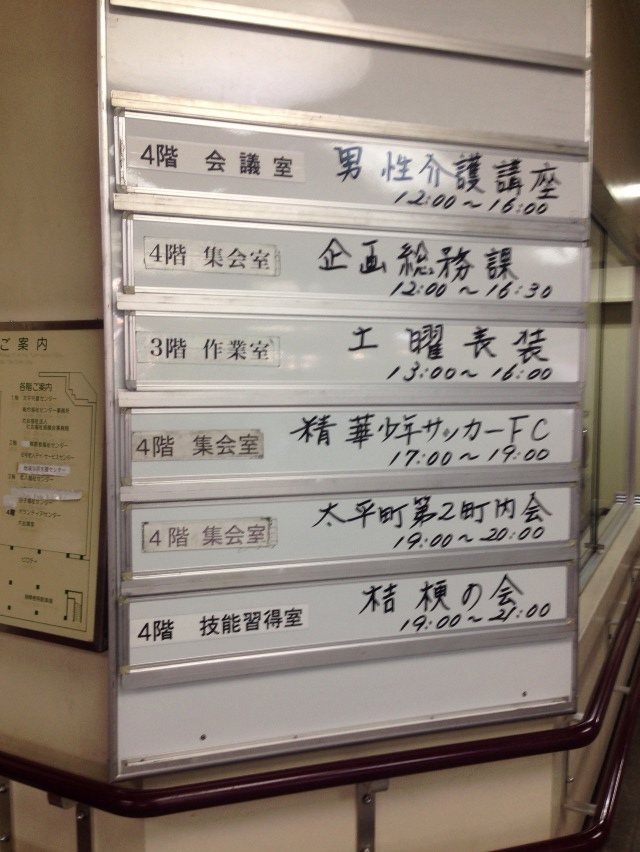 4階 会議室 男性介護講座
12:00〜16:00
4階 集会室 企画総務課
12:00〜16:30
3階 作業室 土曜表装
13:00〜16:00
4階 集会室 精華少年サッカーFC
17:00〜19:00
4階 集会室 太平町第2町内会
19:00〜20:00
4階 技能習得室 桔梗の会
19:00〜21:00
ご案内
各階ご案内